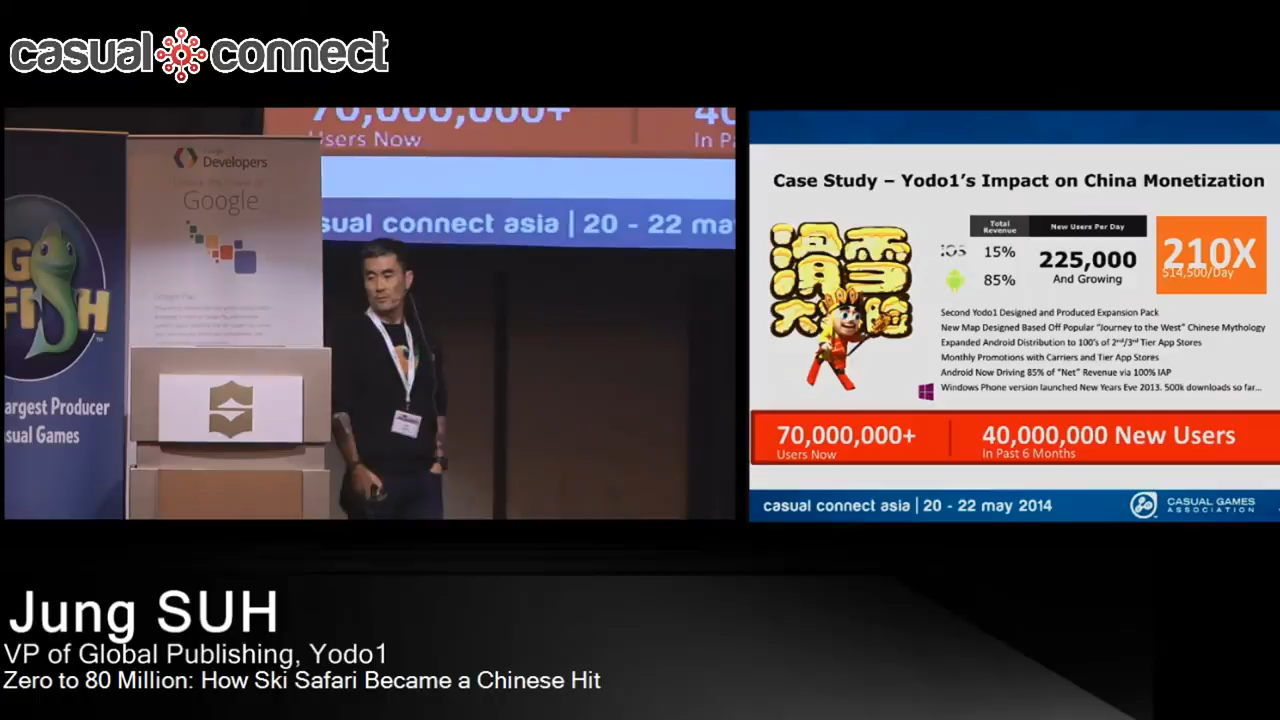 casual connect
70,000,000+
Users Now
40
In Pa
Developers
Google
sual connect asia | 20 - 22 may
G
FISH
TM
argest Producer
sual Games
Case Study – Yodo1's Impact on China Monetization
滑雪
大冒险
Total Revenue
New Users Per Day
iOS 15%
85%
225,000
And Growing
210X
$14,500/Day
Second Yodo1 Designed and Produced Expansion Pack
New Map Designed Based Off Popular "Journey to the West" Chinese Mythology
Expanded Android Distribution to 100's of 2nd/3rd Tier App Stores
Monthly Promotions with Carriers and Tier App Stores
Android Now Driving 85% of "Net" Revenue via 100% IAP
Windows Phone version launched New Years Eve 2013. 500k downloads so far...
70,000,000+
Users Now
40,000,000 New Users
In Past 6 Months
casual connect asia | 20 - 22 may 2014
CASUAL GAMES
ASSOCIATION
Jung SUH
VP of Global Publishing, Yodo1
Zero to 80 Million: How Ski Safari Became a Chinese Hit